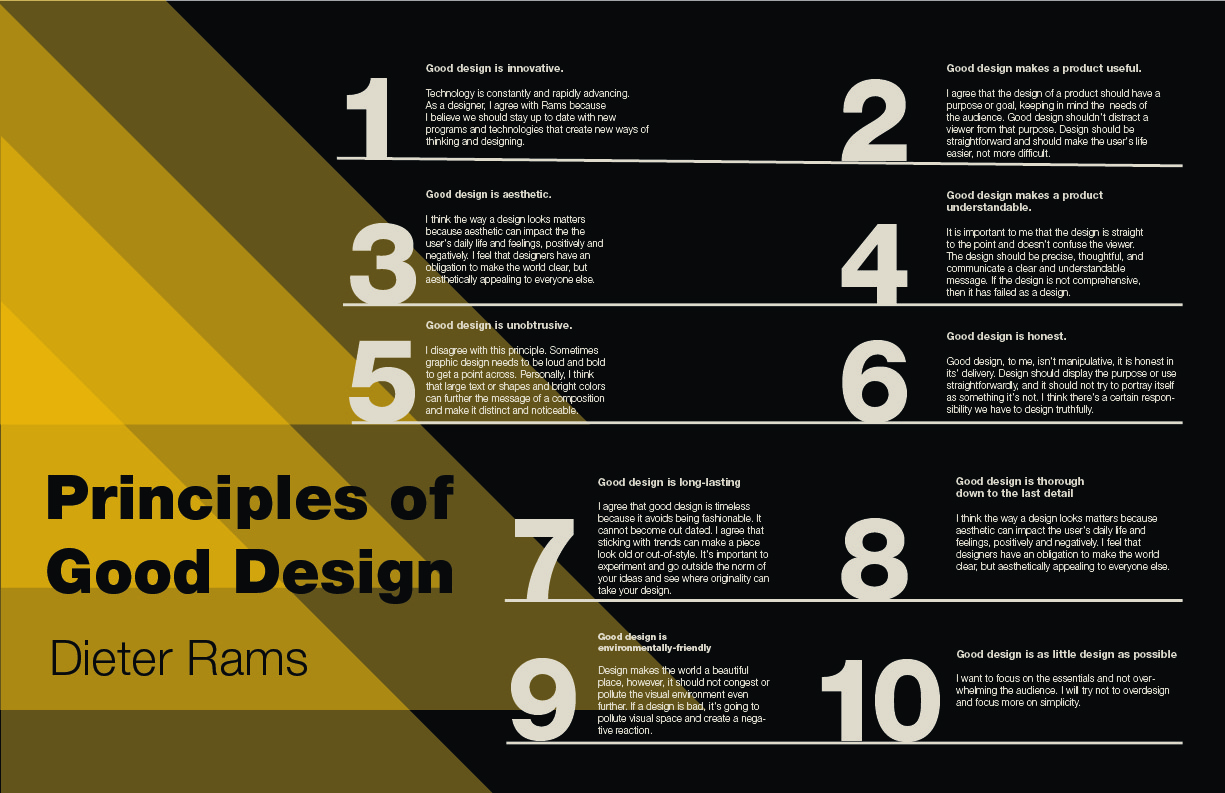 1
Good design is innovative.
Technology is constantly and rapidly advancing.
As a designer, I agree with Rams because
I believe we should stay up to date with new
programs and technologies that create new ways of
thinking and designing.
2
Good design makes a product useful.
I agree that the design of a product should have a
purpose or goal, keeping in mind the needs of
the audience. Good design shouldn't distract a
viewer from that purpose. Design should be
straightforward and should make the user's life
easier, not more difficult.
3
Good design is aesthetic.
I think the way a design looks matters
because aesthetic can impact the the
user's daily life and feelings, positively and
negatively. I feel that designers have an
obligation to make the world clear, but
aesthetically appealing to everyone else.
4
Good design makes a product
understandable.
It is important to me that the design is straight
to the point and doesn't confuse the viewer.
The design should be precise, thoughtful, and
communicate a clear and understandable
message. If the design is not comprehensive,
then it has failed as a design.
5
Good design is unobtrusive.
I disagree with this principle. Sometimes
graphic design needs to be loud and bold
to get a point across. Personally, I think
that large text or shapes and bright colors
can further the message of a composition
and make it distinct and noticeable.
6
Good design is honest.
Good design, to me, isn't manipulative, it is honest in
its' delivery. Design should display the purpose or use
straightforwardly, and it should not try to portray itself
as something it's not. I think there's a certain respon-
sibility we have to design truthfully.
Principles of
Good Design
Dieter Rams
7
Good design is long-lasting
I agree that good design is timeless
because it avoids being fashionable. It
cannot become out dated. I agree that
sticking with trends can make a piece
look old or out-of-style. It's important to
experiment and go outside the norm of
your ideas and see where originality can
take your design.
8
Good design is thorough
down to the last detail
I think the way a design looks matters because
aesthetic can impact the user's daily life and
feelings, positively and negatively. I feel that
designers have an obligation to make the world
clear, but aesthetically appealing to everyone else.
9
Good design is
environmentally-friendly
Design makes the world a beautiful
place, however, it should not congest or
pollute the visual environment even
further. If a design is bad, it's going to
pollute visual space and create a nega-
tive reaction.
10
Good design is as little design as possible
I want to focus on the essentials and not over-
whelming the audience. I will try not to overdesign
and focus more on simplicity.